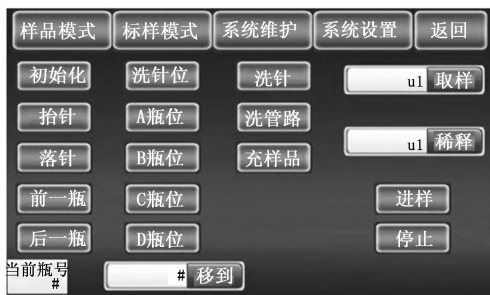 样品模式 标样模式 系统维护 系统设置 返回
初始化 洗针位 洗针 ul 取样
抬针 A瓶位 洗管路
落针 B瓶位 充样品 ul 稀释
前一瓶 C瓶位 进样
后一瓶 D瓶位 停止
当前瓶号
# # 移到